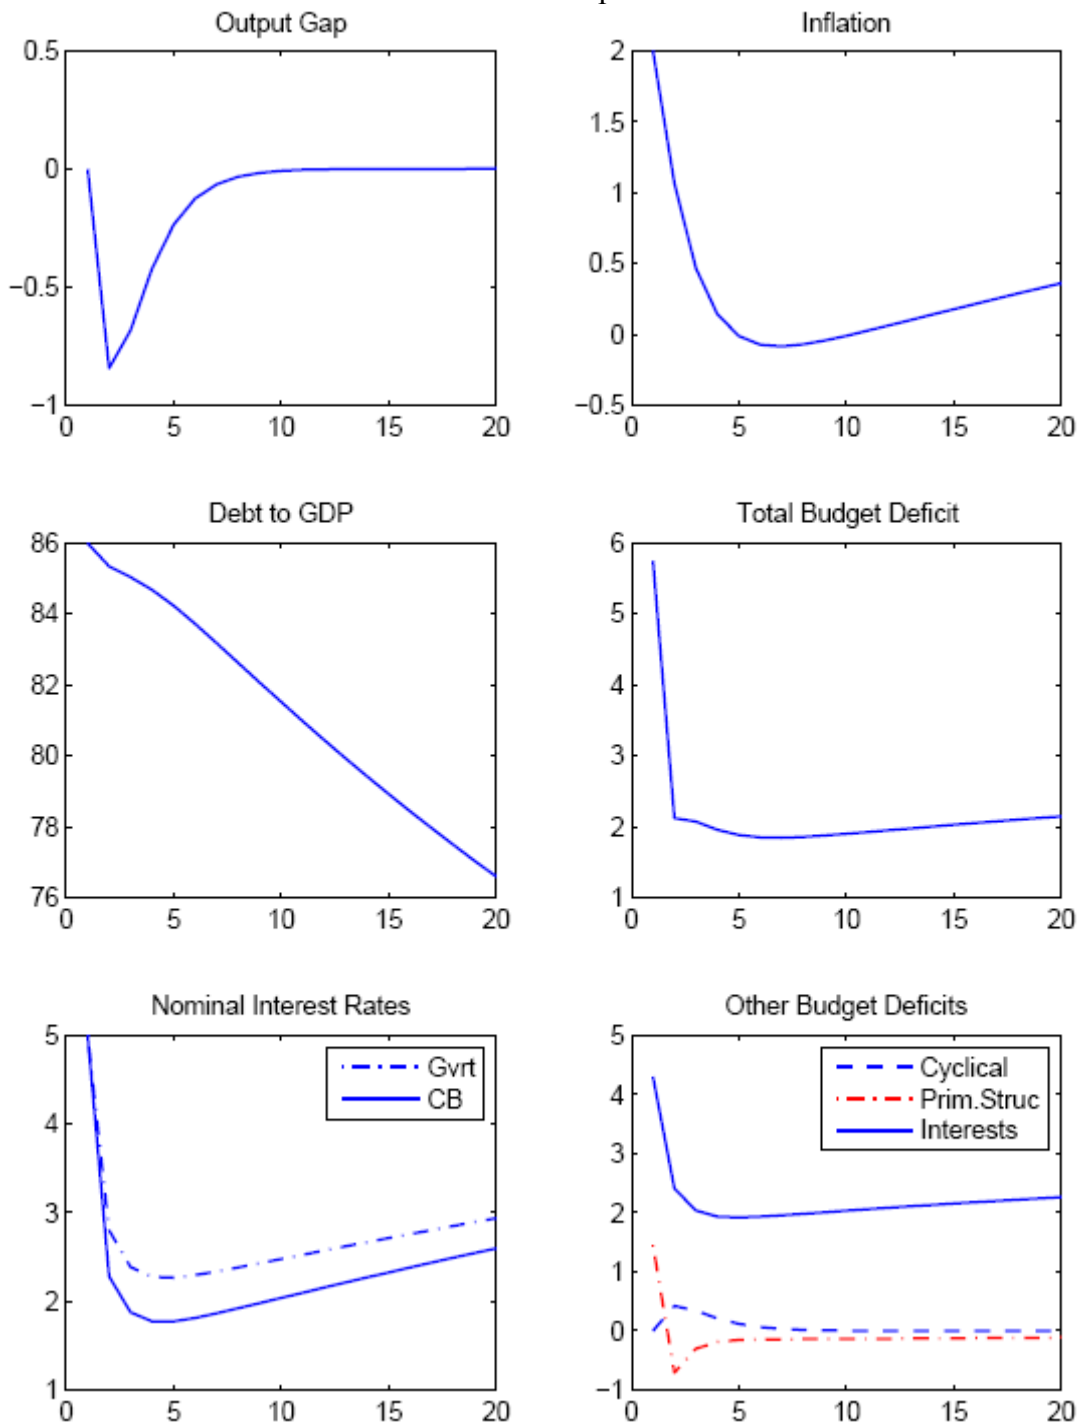 Output Gap
0.5
0
−0.5
−1
0 5 10 15 20
Inflation
2
1.5
1
0.5
0
−0.5
0 5 10 15 20
Debt to GDP
86
84
82
80
78
76
0 5 10 15 20
Total Budget Deficit
6
5
4
3
2
1
0 5 10 15 20
Nominal Interest Rates
5
4
3
2
1
0 5 10 15 20
Gvrt
CB
Other Budget Deficits
5
4
3
2
1
0
−1
0 5 10 15 20
Cyclical
Prim.Struc
Interests